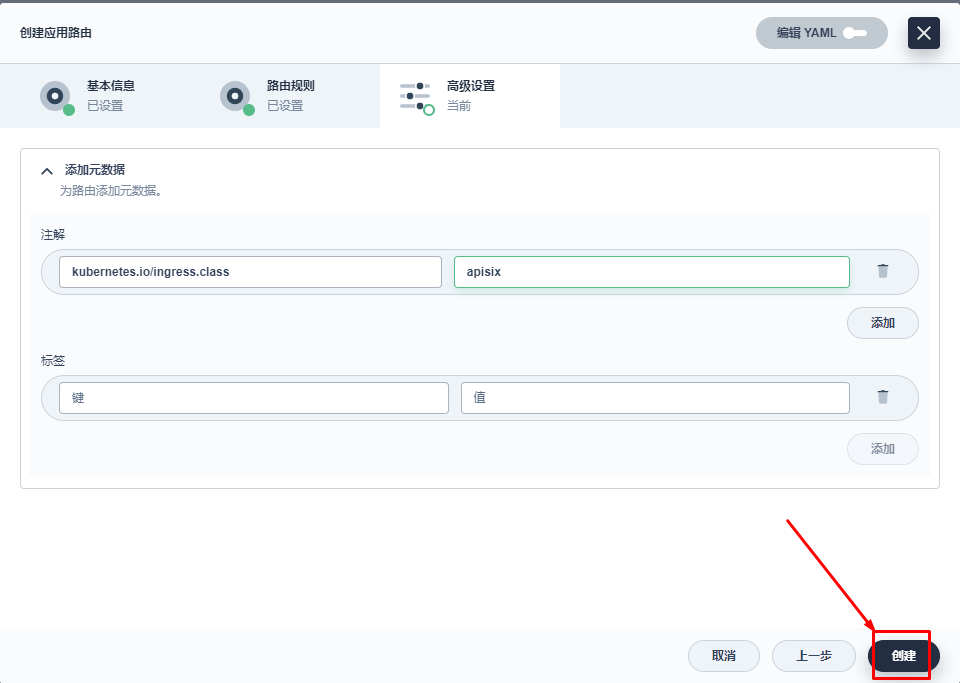 创建应用路由
编辑 YAML
基本信息
已设置
路由规则
已设置
高级设置
当前
添加元数据
为路由添加元数据。
注解
kubernetes.io/ingress.class
apisix
添加
标签
键
值
添加
取消
上一步
创建